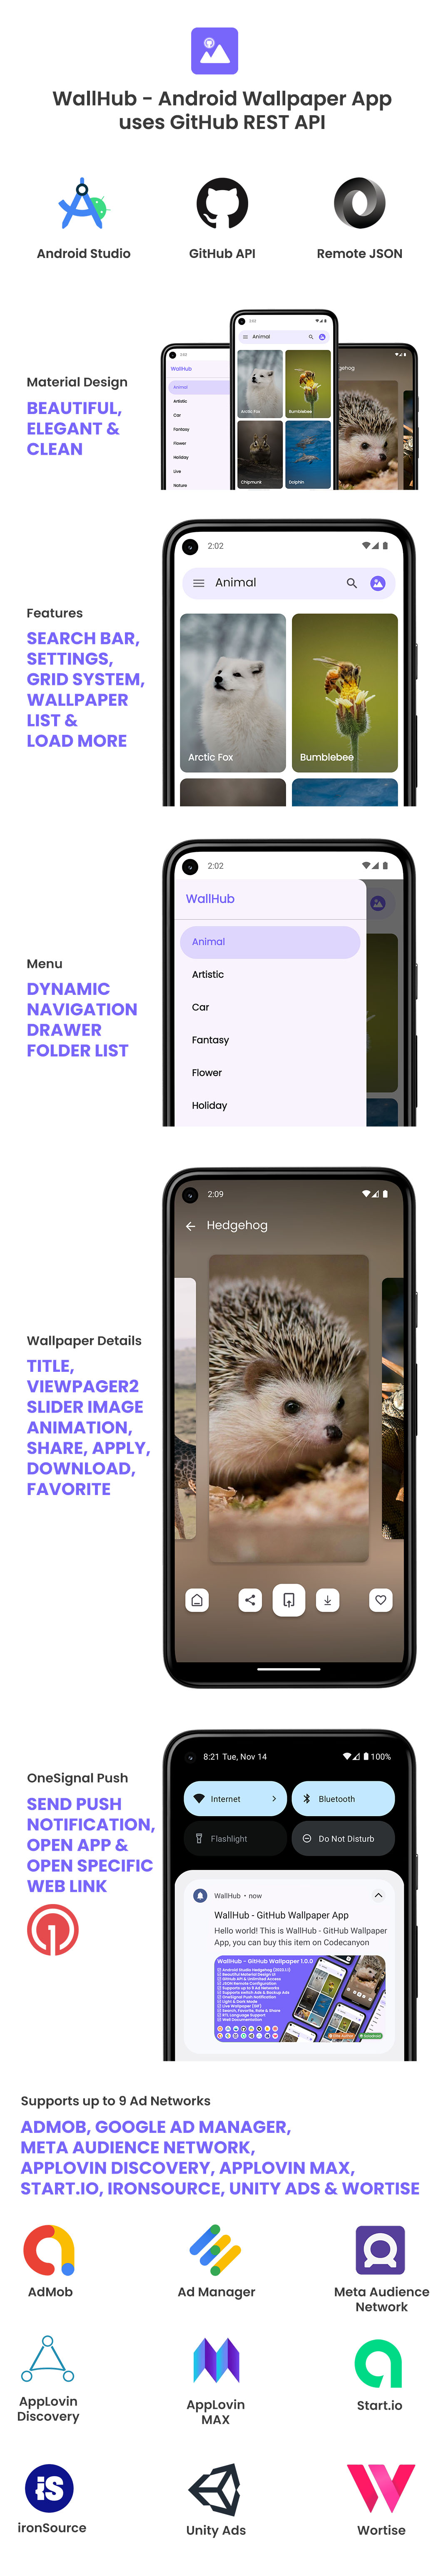 WallHub - Android Wallpaper App
uses GitHub REST API
Android Studio
GitHub API
Remote JSON
Material Design
BEAUTIFUL,
ELEGANT &
CLEAN
WallHub
Animal
Artistic
Car
Fantasy
Flower
Holiday
Live
Nature
Animal
Arctic Fox
Bumblebee
Chipmunk
Dolphin
gehog
Features
SEARCH BAR,
SETTINGS,
GRID SYSTEM,
WALLPAPER
LIST &
LOAD MORE
2:02
Animal
Arctic Fox
Bumblebee
Menu
DYNAMIC
NAVIGATION
DRAWER
FOLDER LIST
2:02
WallHub
Animal
Artistic
Car
Fantasy
Flower
Holiday
Wallpaper Details
TITLE,
VIEWPAGER2
SLIDER IMAGE
ANIMATION,
SHARE, APPLY,
DOWNLOAD,
FAVORITE
2:09
Hedgehog
OneSignal Push
SEND PUSH
NOTIFICATION,
OPEN APP &
OPEN SPECIFIC
WEB LINK
8:21 Tue, Nov 14
100%
Internet
Bluetooth
Flashlight
Do Not Disturb
WallHub • now
WallHub - GitHub Wallpaper App
Hello world! This is WallHub - GitHub Wallpaper
App, you can buy this item on Codecanyon
WallHub - GitHub Wallpaper 1.0.0
Supports up to 9 Ad Networks
ADMOB, GOOGLE AD MANAGER,
META AUDIENCE NETWORK,
APPLOVIN DISCOVERY, APPLOVIN MAX,
START.IO, IRONSOURCE, UNITY ADS & WORTISE
AdMob
Ad Manager
Meta Audience
Network
AppLovin
Discovery
AppLovin
MAX
Start.io
iS
ironSource
Unity Ads
Wortise